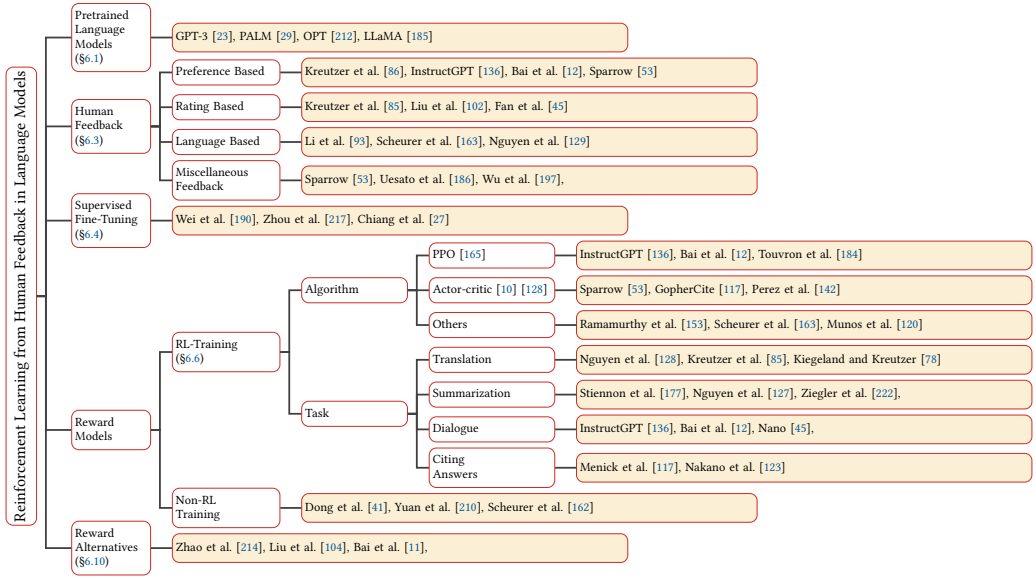 Reinforcement Learning from Human Feedback in Language Models
Pretrained
Language
Models
(§6.1)
GPT-3 [23], PALM [29], OPT [212], LLaMA [185]
Human
Feedback
(§6.3)
Preference Based
Kreutzer et al. [86], InstructGPT [136], Bai et al. [12], Sparrow [53]
Rating Based
Kreutzer et al. [85], Liu et al. [102], Fan et al. [45]
Language Based
Li et al. [93], Scheurer et al. [163], Nguyen et al. [129]
Miscellaneous
Feedback
Sparrow [53], Uesato et al. [186], Wu et al. [197],
Supervised
Fine-Tuning
(§6.4)
Wei et al. [190], Zhou et al. [217], Chiang et al. [27]
Reward
Models
RL-Training
(§6.6)
Algorithm
PPO [165]
InstructGPT [136], Bai et al. [12], Touvron et al. [184]
Actor-critic [10] [128]
Sparrow [53], GopherCite [117], Perez et al. [142]
Others
Ramamurthy et al. [153], Scheurer et al. [163], Munos et al. [120]
Task
Translation
Nguyen et al. [128], Kreutzer et al. [85], Kiegeland and Kreutzer [78]
Summarization
Stiennon et al. [177], Nguyen et al. [127], Ziegler et al. [222],
Dialogue
InstructGPT [136], Bai et al. [12], Nano [45],
Citing
Answers
Menick et al. [117], Nakano et al. [123]
Non-RL
Training
Dong et al. [41], Yuan et al. [210], Scheurer et al. [162]
Reward
Alternatives
(§6.10)
Zhao et al. [214], Liu et al. [104], Bai et al. [11],